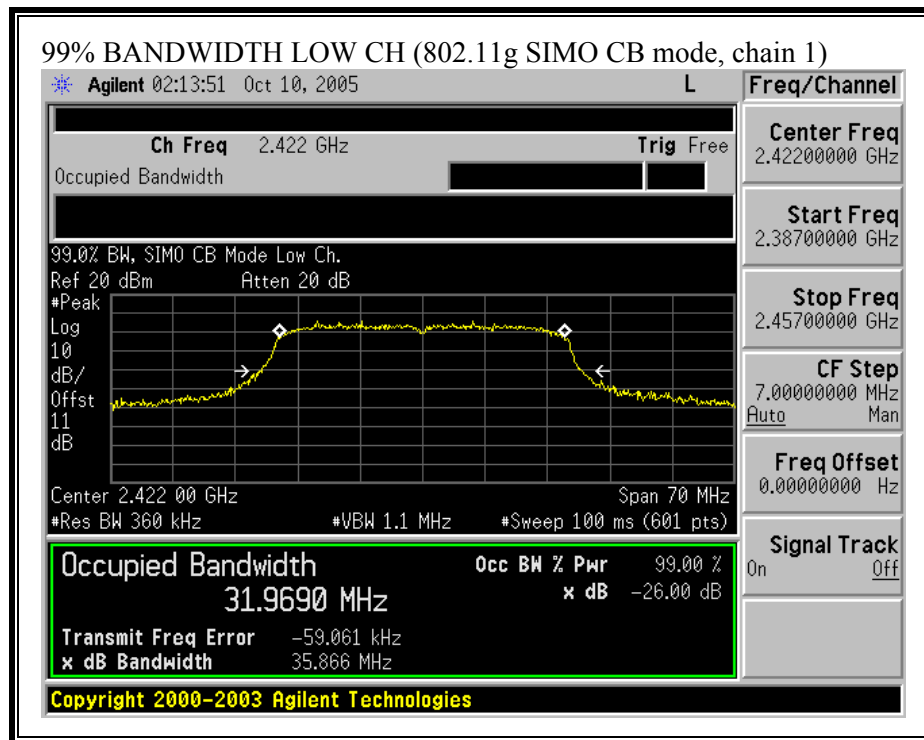 99% BANDWIDTH LOW CH (802.11g SIMO CB mode, chain 1)
Agilent 02:13:51 Oct 10, 2005 L
Freq/Channel
Ch Freq 2.422 GHz Trig Free
Occupied Bandwidth
Center Freq
2.42200000 GHz
Start Freq
2.38700000 GHz
Stop Freq
2.45700000 GHz
CF Step
7.00000000 MHz
Auto Man
Freq Offset
0.00000000 Hz
Signal Track
On Off
99.0% BW, SIMO CB Mode Low Ch.
Ref 20 dBm Atten 20 dB
#Peak
Log
10
dB/
Offst
11
dB
Center 2.422 00 GHz Span 70 MHz
#Res BW 360 kHz #VBW 1.1 MHz #Sweep 100 ms (601 pts)
Occupied Bandwidth
31.9690 MHz
Occ BW % Pwr 99.00 %
x dB -26.00 dB
Transmit Freq Error -59.061 kHz
x dB Bandwidth 35.866 MHz
Copyright 2000-2003 Agilent Technologies